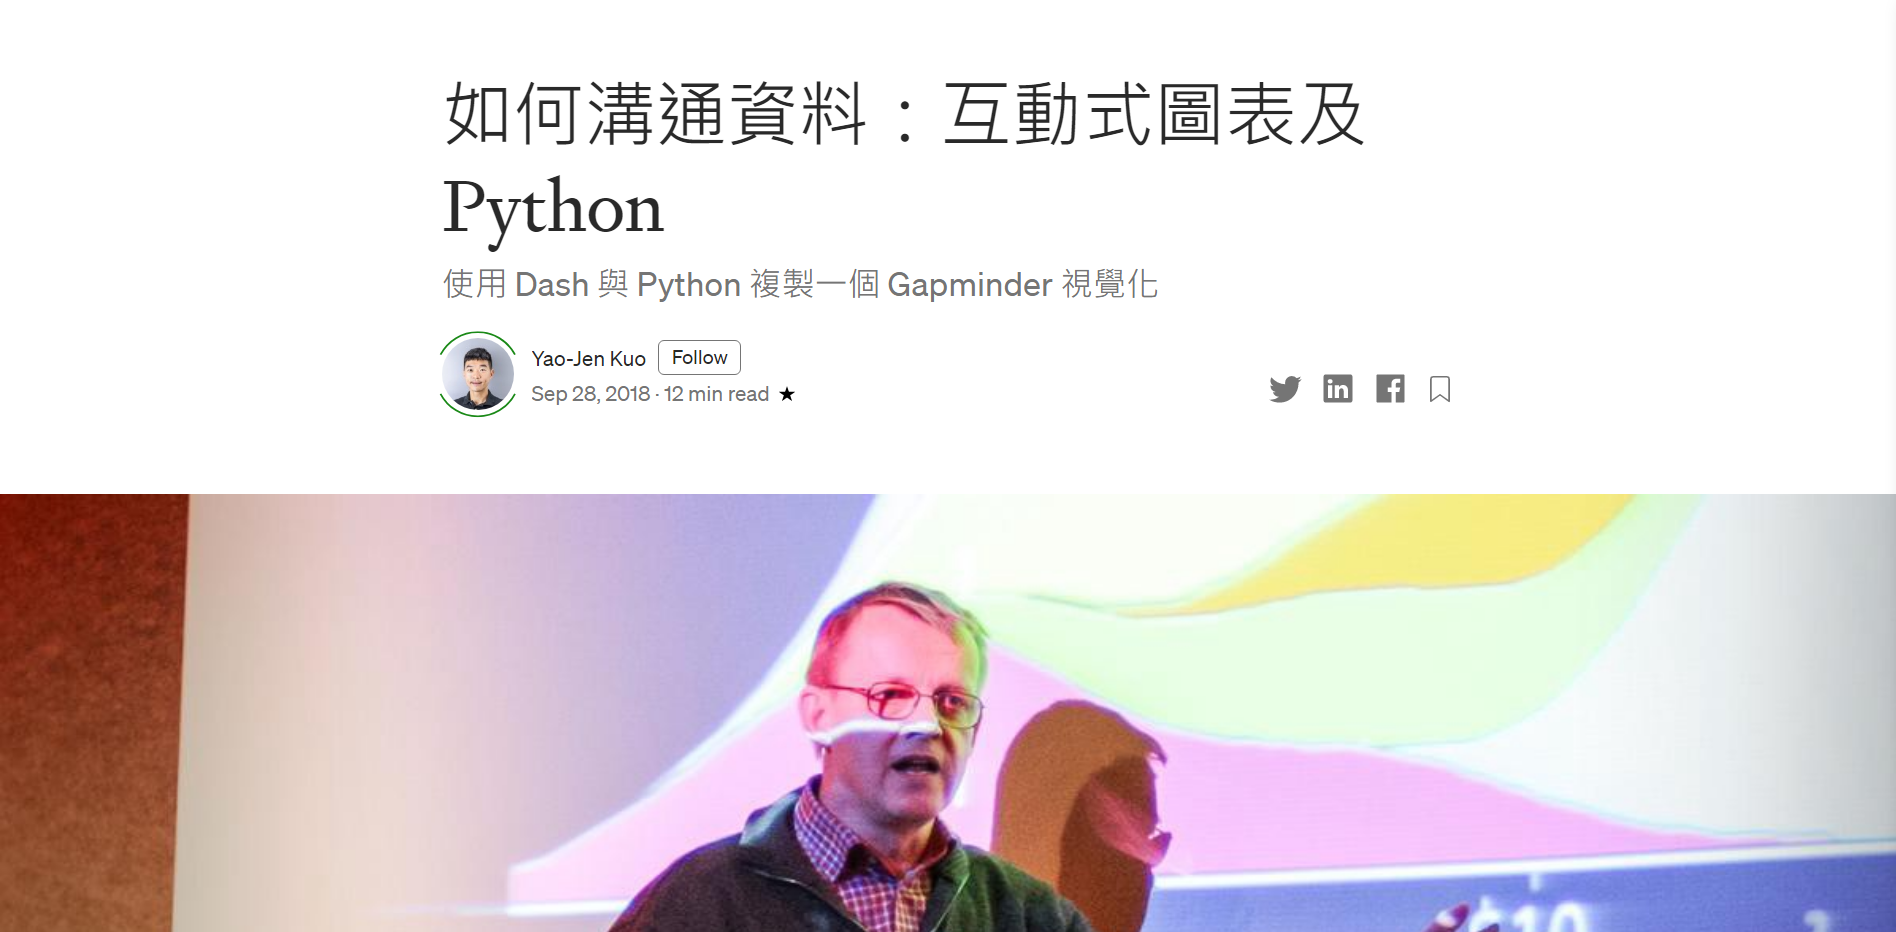 如何溝通資料：互動式圖表及
Python
使用 Dash 與 Python 複製一個 Gapminder 視覺化
Yao-Jen Kuo Follow
Sep 28, 2018 · 12 min read ★
$10